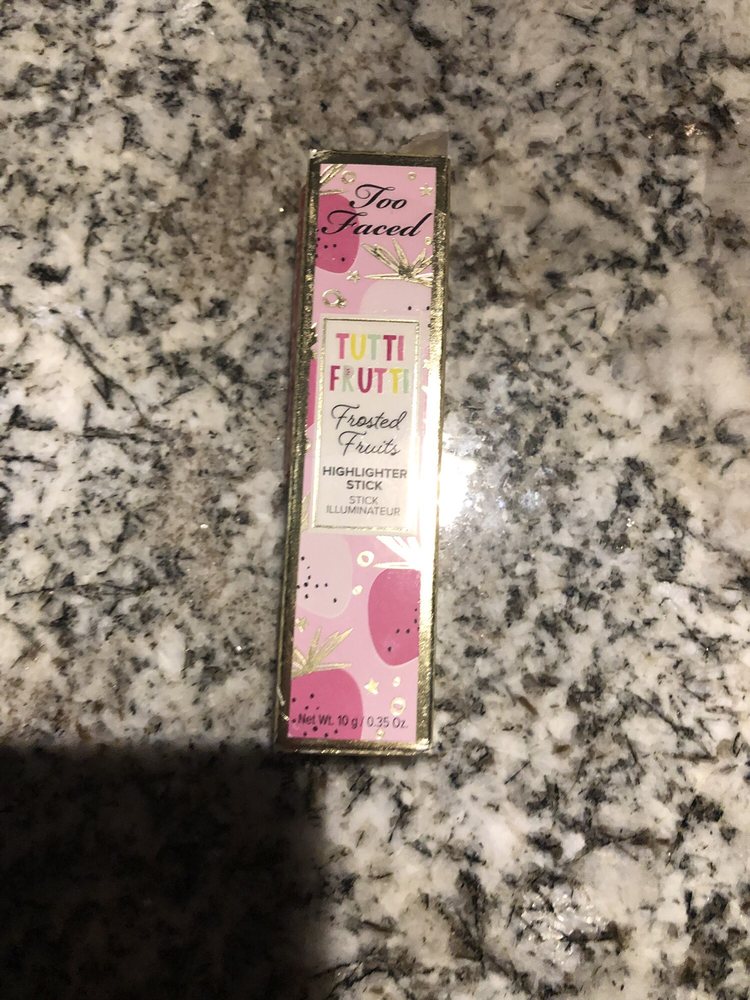 Too
Faced
TUTTI
FRUTTI
Frosted
Fruits
HIGHLIGHTER
STICK
STICK
ILLUMINATEUR
Net Wt. 10 g / 0.35 Oz.